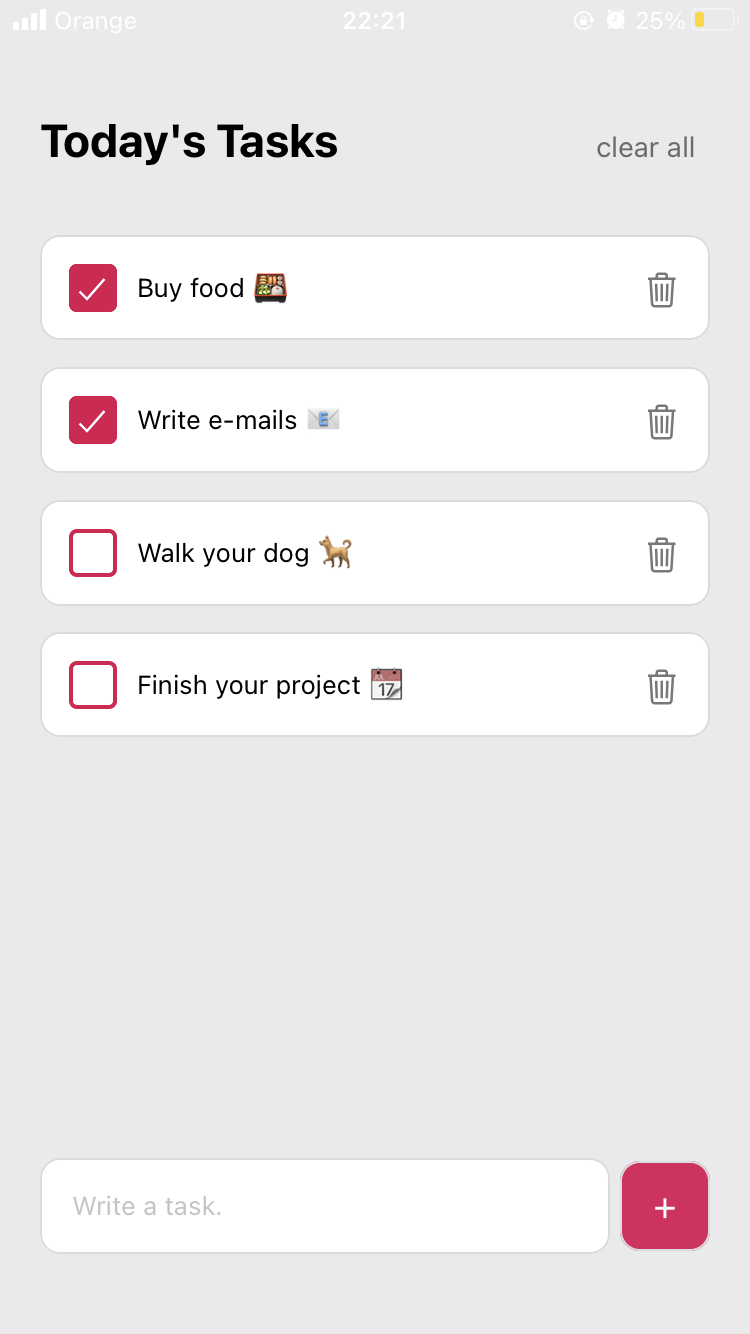 Orange 22:21 25%
Today's Tasks clear all
Buy food 🍱
Write e-mails 📧
Walk your dog 🐕
Finish your project 📆
Write a task.
+